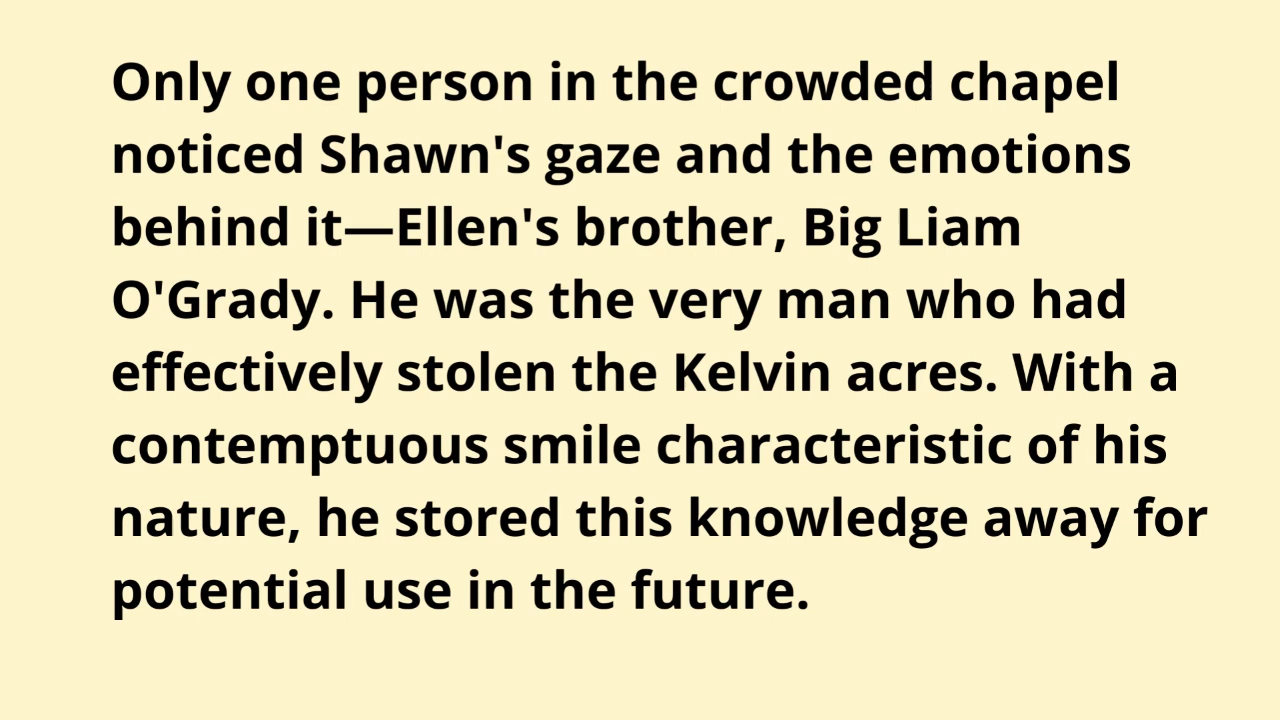 Only one person in the crowded chapel
noticed Shawn's gaze and the emotions
behind it—Ellen's brother, Big Liam
O'Grady. He was the very man who had
effectively stolen the Kelvin acres. With a
contemptuous smile characteristic of his
nature, he stored this knowledge away for
potential use in the future.